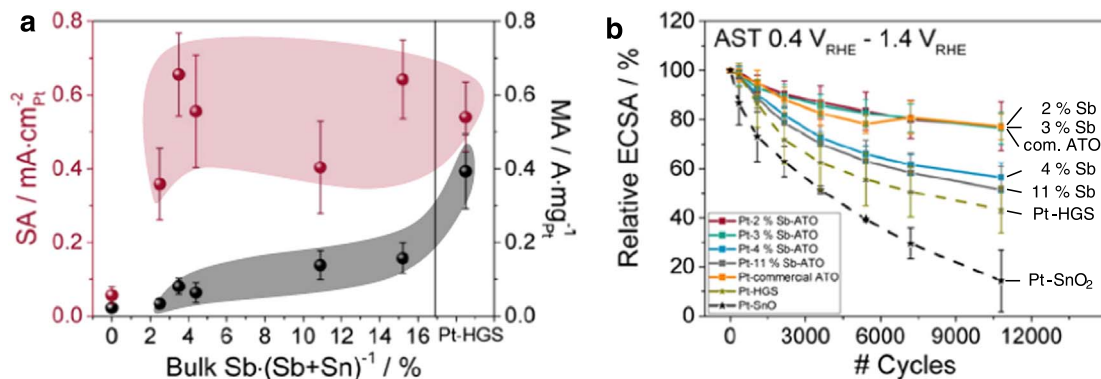 a
0.8
0.6
0.4
0.2
0.0
SA / mA·cm⁻²Pt
0.8
0.6
0.4
0.2
0.0
MA / A·mg⁻¹Pt
0 2 4 6 8 10 12 14 16 Pt-HGS
Bulk Sb·(Sb+Sn)⁻¹ / %
b
AST 0.4 VRHE - 1.4 VRHE
120
100
80
60
40
20
0
Relative ECSA / %
2 % Sb
3 % Sb
com. ATO
4 % Sb
11 % Sb
Pt-HGS
Pt-SnO₂
Pt-2 % Sb-ATO
Pt-3 % Sb-ATO
Pt-4 % Sb-ATO
Pt-11 % Sb-ATO
Pt-commercial ATO
Pt-HGS
Pt-SnO
0 3000 6000 9000 12000
# Cycles